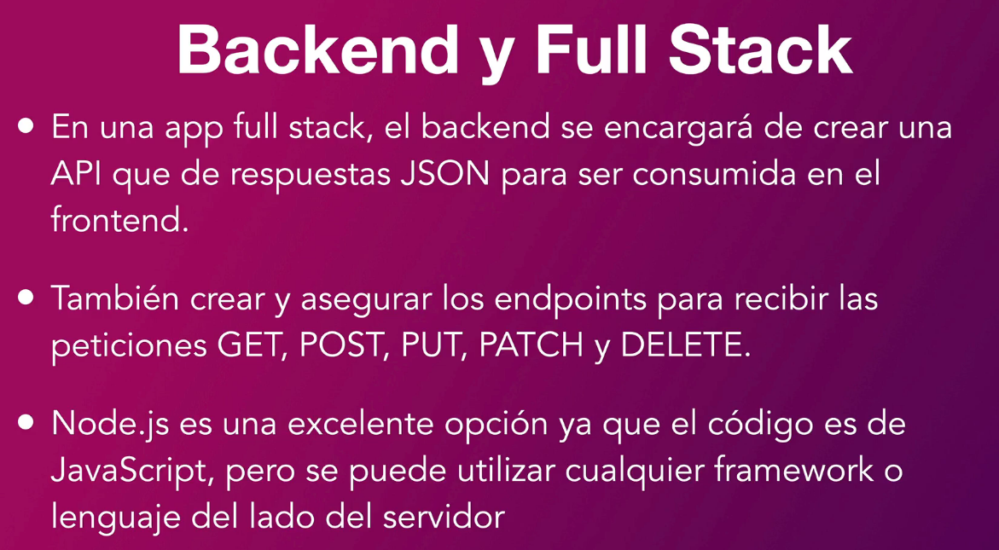 Backend y Full Stack
• En una app full stack, el backend se encargará de crear una
API que de respuestas JSON para ser consumida en el
frontend.
• También crear y asegurar los endpoints para recibir las
peticiones GET, POST, PUT, PATCH y DELETE.
• Node.js es una excelente opción ya que el código es de
JavaScript, pero se puede utilizar cualquier framework o
lenguaje del lado del servidor